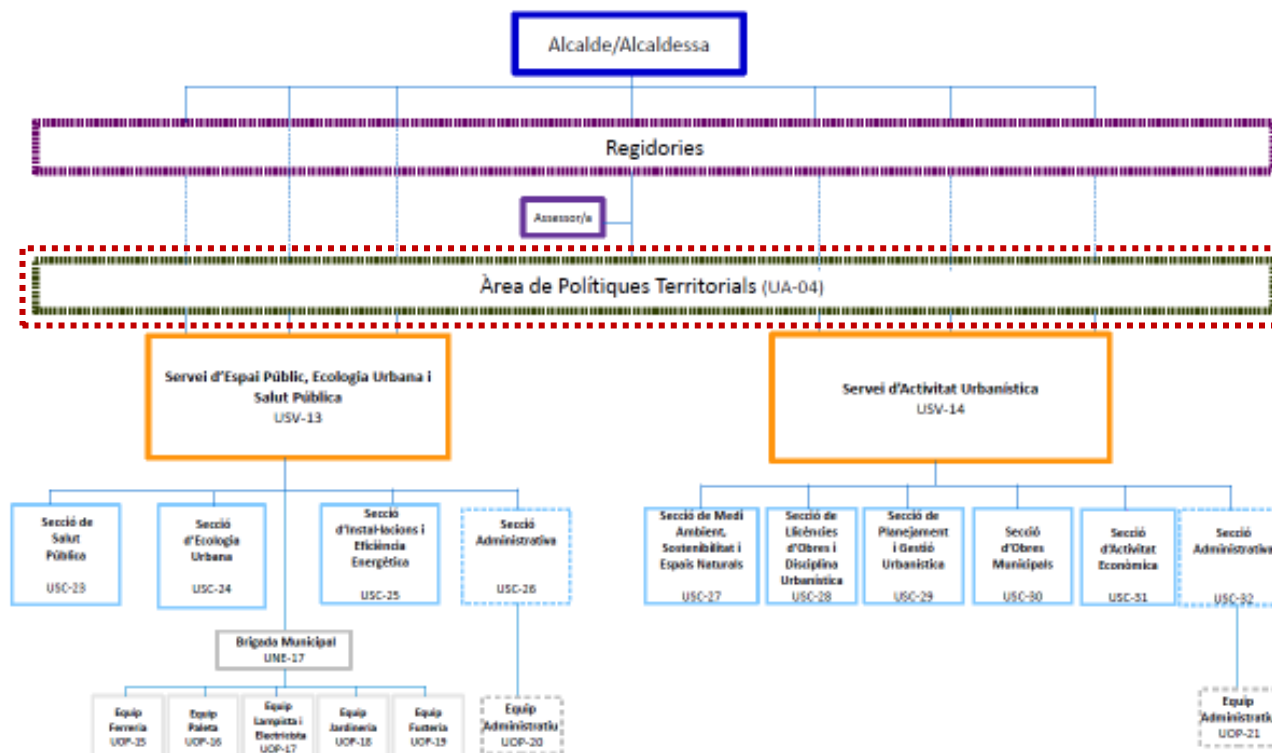 Alcalde/Alcaldessa
Regidories
Assessor/a
Àrea de Polítiques Territorials (UA-04)
Servei d'Espai Públic, Ecologia Urbana i
Salut Pública
USV-13
Servei d'Activitat Urbanística
USV-14
Secció de
Salut
Pública
USC-23
Secció
d'Ecologia
Urbana
USC-24
Secció
d'Instal·lacions i
Eficiència
Energètica
USC-25
Secció
Administrativa
USC-26
Secció de Medi
Ambient,
Sostenibilitat i
Espais Naturals
USC-27
Secció de
Llicències
d'Obres i
Disciplina
Urbanística
USC-28
Secció de
Planejament
i Gestió
Urbanística
USC-29
Secció
d'Obres
Municipals
USC-30
Secció
d'Activitat
Econòmica
USC-31
Secció
Administrativa
USC-32
Brigada Municipal
UNE-17
Equip
Ferreria
UOP-15
Equip
Paleta
UOP-16
Equip
Lampista i
Electricista
UOP-17
Equip
Jardineria
UOP-18
Equip
Fusteria
UOP-19
Equip
Administratiu
UOP-20
Equip
Administratiu
UOP-21